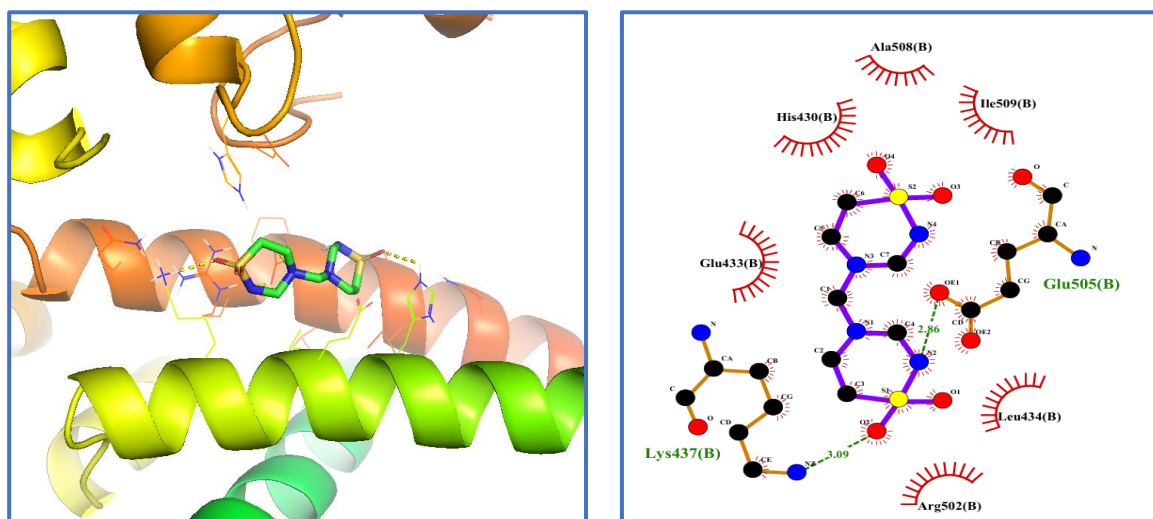 Ala508(B)
His430(B)
Ile509(B)
O4
S2
O3
O
C
C6
CA
N4
C5
CB
N
N3
C7
Glu433(B)
CG
Glu505(B)
OE1
C1
CD
OE2
N1
C4
2.86
N
C2
N2
CA
CB
C3
S1
O1
CG
C
O
Leu434(B)
O2
CD
Lys437(B)
3.09
CE
NZ
Arg502(B)